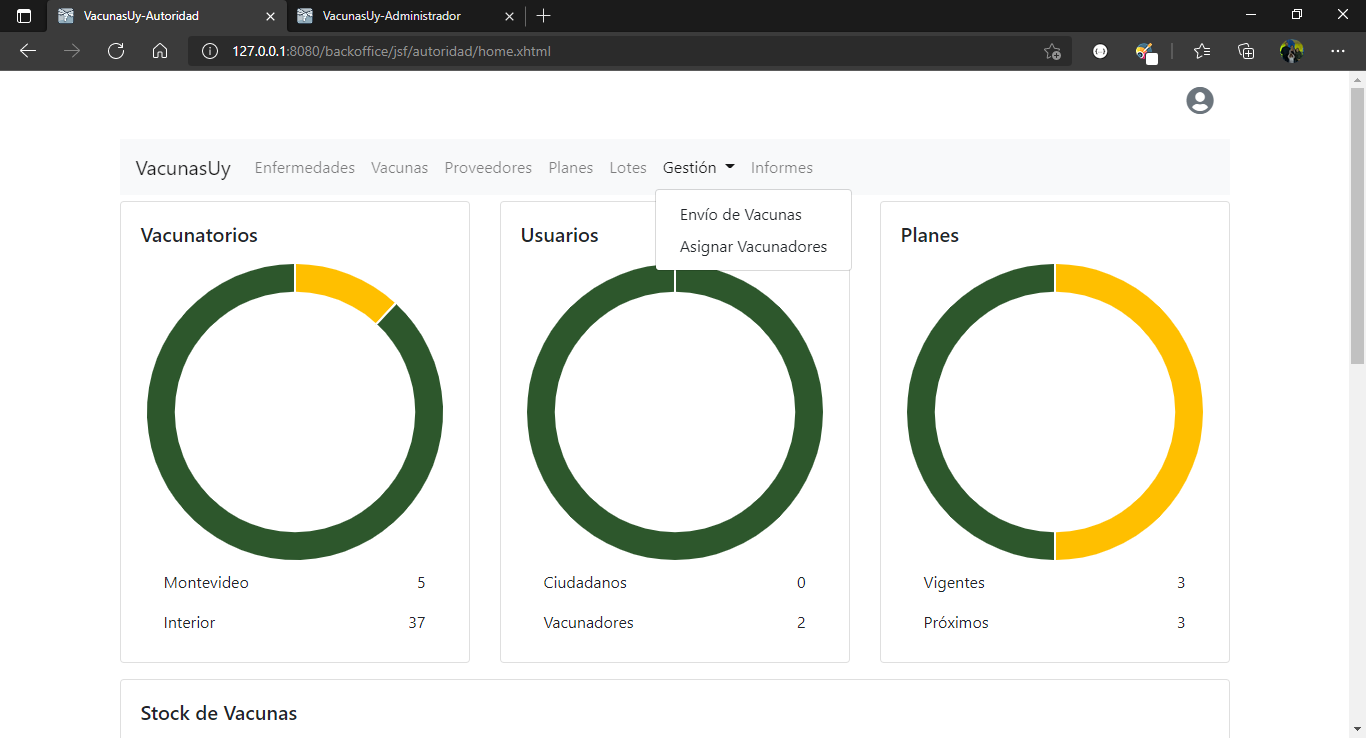 VacunasUy-Autoridad
VacunasUy-Administrador
127.0.0.1:8080/backoffice/jsf/autoridad/home.xhtml
VacunasUy Enfermedades Vacunas Proveedores Planes Lotes Gestión Informes
Envío de Vacunas
Asignar Vacunadores
Vacunatorios
Montevideo 5
Interior 37
Usuarios
Ciudadanos 0
Vacunadores 2
Planes
Vigentes 3
Próximos 3
Stock de Vacunas